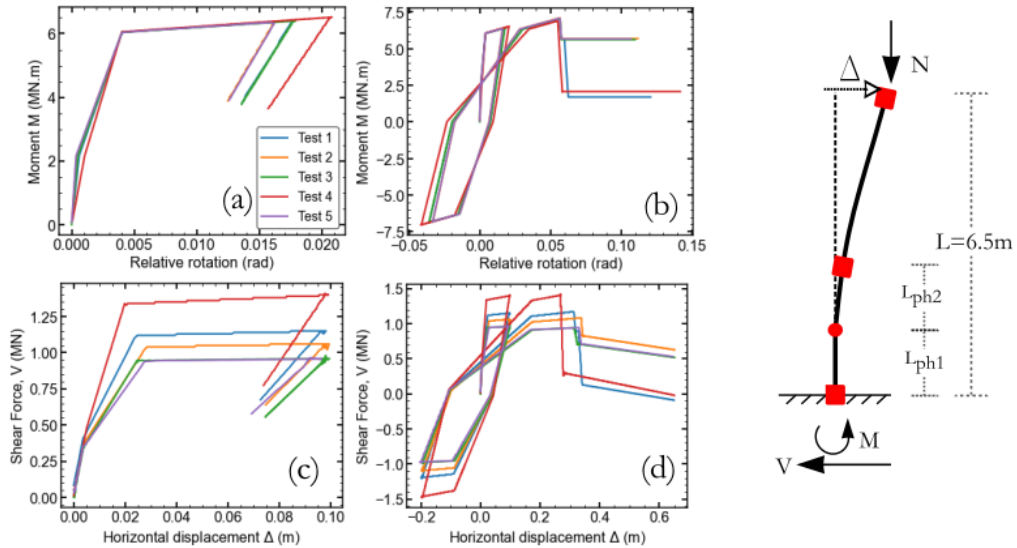 Moment M (MN.m)
6
4
2
0
0.000 0.005 0.010 0.015 0.020
Relative rotation (rad)
Test 1
Test 2
Test 3
Test 4
Test 5
(a)
Moment M (MN.m)
7.5
5.0
2.5
0.0
-2.5
-5.0
-7.5
-0.05 0.00 0.05 0.10 0.15
Relative rotation (rad)
(b)
Shear Force, V (MN)
1.25
1.00
0.75
0.50
0.25
0.00
0.00 0.02 0.04 0.06 0.08 0.10
Horizontal displacement Δ (m)
(c)
Shear Force, V (MN)
1.5
1.0
0.5
0.0
-0.5
-1.0
-1.5
-0.2 0.0 0.2 0.4 0.6
Horizontal displacement Δ (m)
(d)
Δ
N
L=6.5m
Lph2
Lph1
M
V